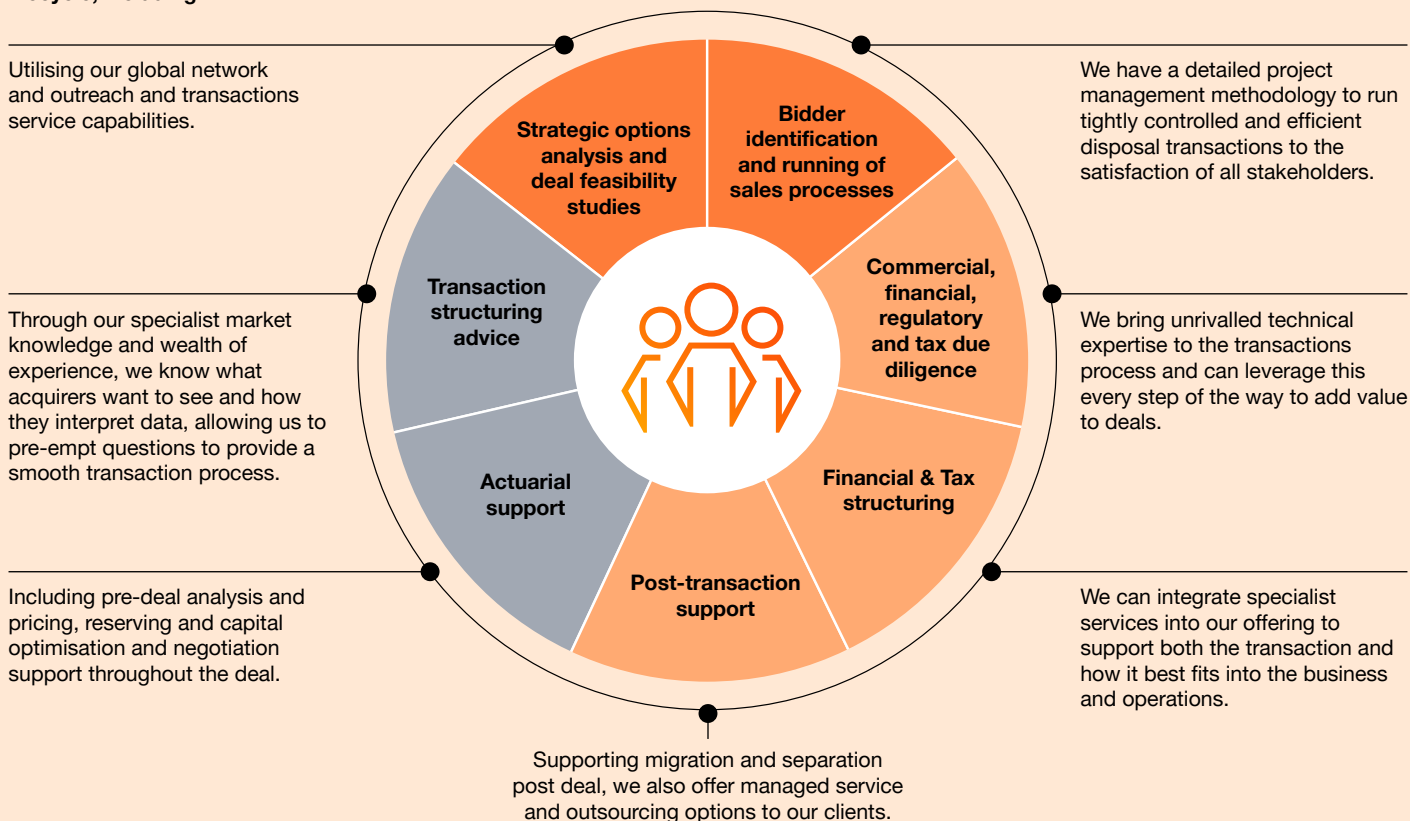 Utilising our global network
and outreach and transactions
service capabilities.
Strategic options
analysis and
deal feasibility
studies
Bidder
identification
and running of
sales processes
We have a detailed project
management methodology to run
tightly controlled and efficient
disposal transactions to the
satisfaction of all stakeholders.
Through our specialist market
knowledge and wealth of
experience, we know what
acquirers want to see and how
they interpret data, allowing us to
pre-empt questions to provide a
smooth transaction process.
Transaction
structuring
advice
Commercial,
financial,
regulatory
and tax due
diligence
We bring unrivalled technical
expertise to the transactions
process and can leverage this
every step of the way to add value
to deals.
Including pre-deal analysis and
pricing, reserving and capital
optimisation and negotiation
support throughout the deal.
Actuarial
support
Financial & Tax
structuring
We can integrate specialist
services into our offering to
support both the transaction and
how it best fits into the business
and operations.
Post-transaction
support
Supporting migration and separation
post deal, we also offer managed service
and outsourcing options to our clients.